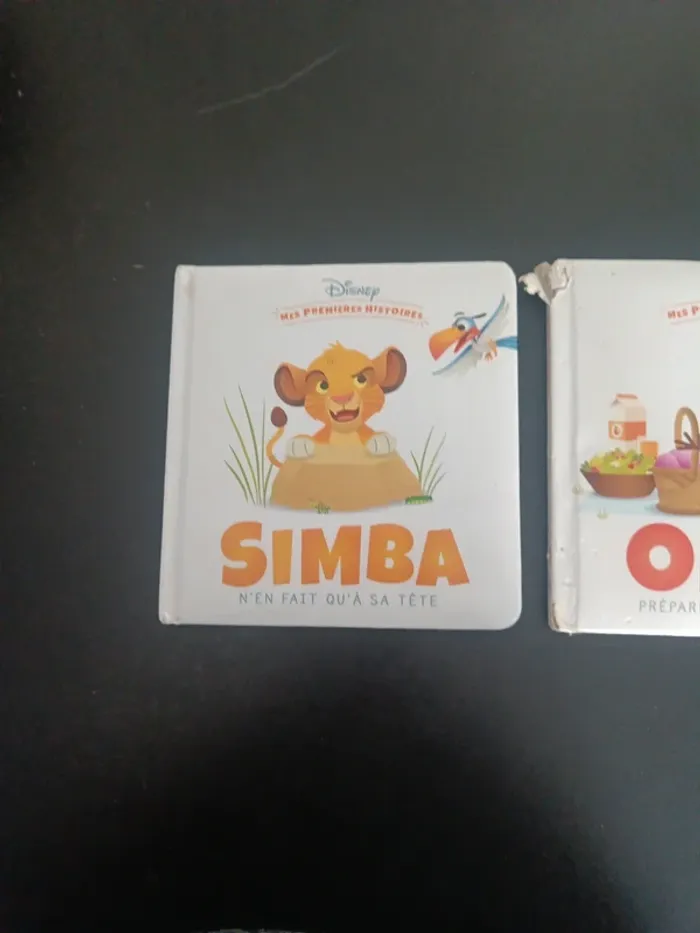 Disney
MES PREMIÈRES HISTOIRES
SIMBA
N'EN FAIT QU'À SA TÊTE
MES P
O
PRÉPAR